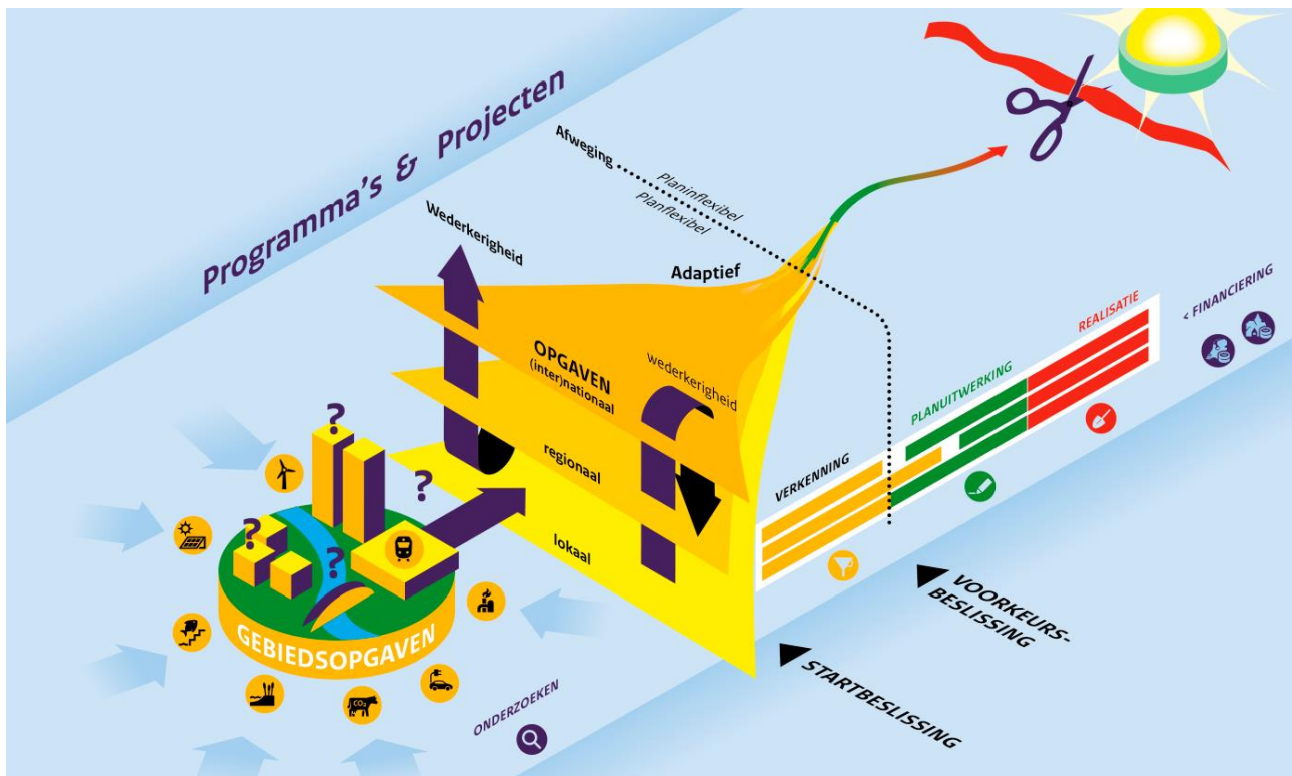 Programma's & Projecten
Afweging
Planinflexibel
Planflexibel
Wederkerigheid
Adaptief
OPGAVEN
(inter)nationaal
wederkerigheid
regionaal
lokaal
REALISATIE
< FINANCIERING
PLANUITWERKING
VERKENNING
?
?
?
?
GEBIEDSOPGAVEN
CO₂
ONDERZOEKEN
VOORKEURS-
BESLISSING
STARTBESLISSING